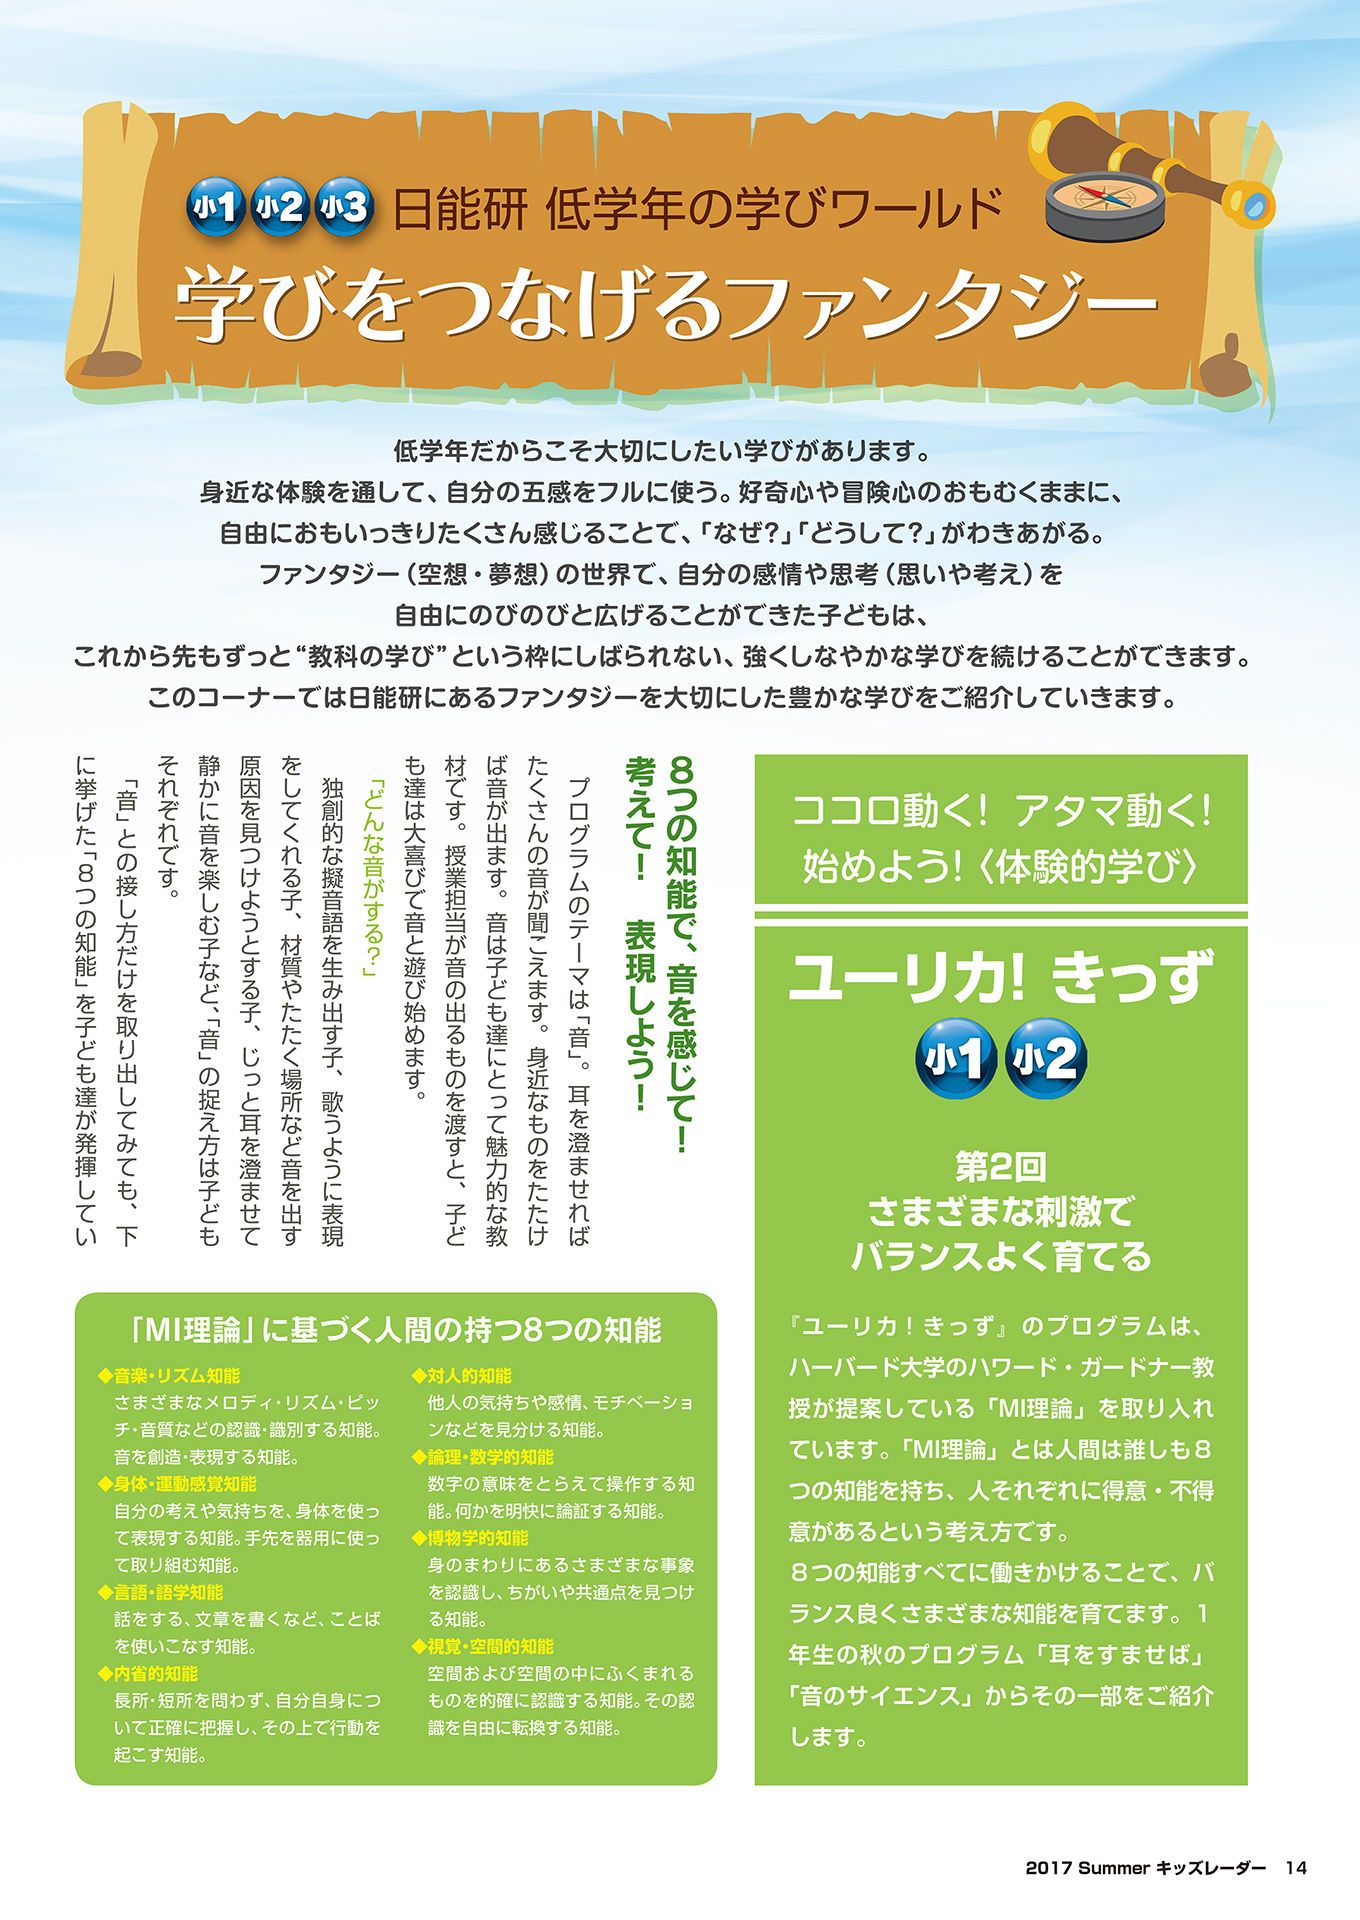 小1 小2 小3 日能研 低学年の学びワールド
学びをつなげるファンタジー
低学年だからこそ大切にしたい学びがあります。
身近な体験を通して、自分の五感をフルに使う。好奇心や冒険心のおもむくままに、
自由におもいっきりたくさん感じることで、「なぜ?」「どうして?」がわきあがる。
ファンタジー（空想・夢想）の世界で、自分の感情や思考（思いや考え）を
自由にのびのびと広げることができた子どもは、
これから先もずっと“教科の学び”という枠にしばられない、強くしなやかな学びを続けることができます。
このコーナーでは日能研にあるファンタジーを大切にした豊かな学びをご紹介していきます。
ココロ動く! アタマ動く!
始めよう!〈体験的学び〉
ユーリカ! きっず
小1 小2
第2回
さまざまな刺激で
バランスよく育てる
『ユーリカ！きっず』のプログラムは、
ハーバード大学のハワード・ガードナー教
授が提案している「MI理論」を取り入れ
ています。「MI理論」とは人間は誰しも８
つの知能を持ち、人それぞれに得意・不得
意があるという考え方です。
８つの知能すべてに働きかけることで、バ
ランス良くさまざまな知能を育てます。１
年生の秋のプログラム「耳をすませば」
「音のサイエンス」からその一部をご紹介
します。
８つの知能で、音を感じて！
考えて！　表現しよう！
プログラムのテーマは「音」。耳を澄ませれば
たくさんの音が聞こえます。身近なものをたたけ
ば音が出ます。音は子ども達にとって魅力的な教
材です。授業担当が音の出るものを渡すと、子ど
も達は大喜びで音と遊び始めます。
「どんな音がする？」
独創的な擬音語を生み出す子、歌うように表現
をしてくれる子、材質やたたく場所など音を出す
原因を見つけようとする子、じっと耳を澄ませて
静かに音を楽しむ子など、「音」の捉え方は子ども
それぞれです。
「音」との接し方だけを取り出してみても、下
に挙げた「８つの知能」を子ども達が発揮してい
「MI理論」に基づく人間の持つ8つの知能
◆音楽・リズム知能
さまざまなメロディ・リズム・ピッ
チ・音質などの認識・識別する知能。
音を創造・表現する知能。
◆身体・運動感覚知能
自分の考えや気持ちを、身体を使っ
て表現する知能。手先を器用に使っ
て取り組む知能。
◆言語・語学知能
話をする、文章を書くなど、ことば
を使いこなす知能。
◆内省的知能
長所・短所を問わず、自分自身につ
いて正確に把握し、その上で行動を
起こす知能。
◆対人的知能
他人の気持ちや感情、モチベーショ
ンなどを見分ける知能。
◆論理・数学的知能
数字の意味をとらえて操作する知
能。何かを明快に論証する知能。
◆博物学的知能
身のまわりにあるさまざまな事象
を認識し、ちがいや共通点を見つけ
る知能。
◆視覚・空間的知能
空間および空間の中にふくまれる
ものを的確に認識する知能。その認
識を自由に転換する知能。
2017 Summer キッズレーダー 14